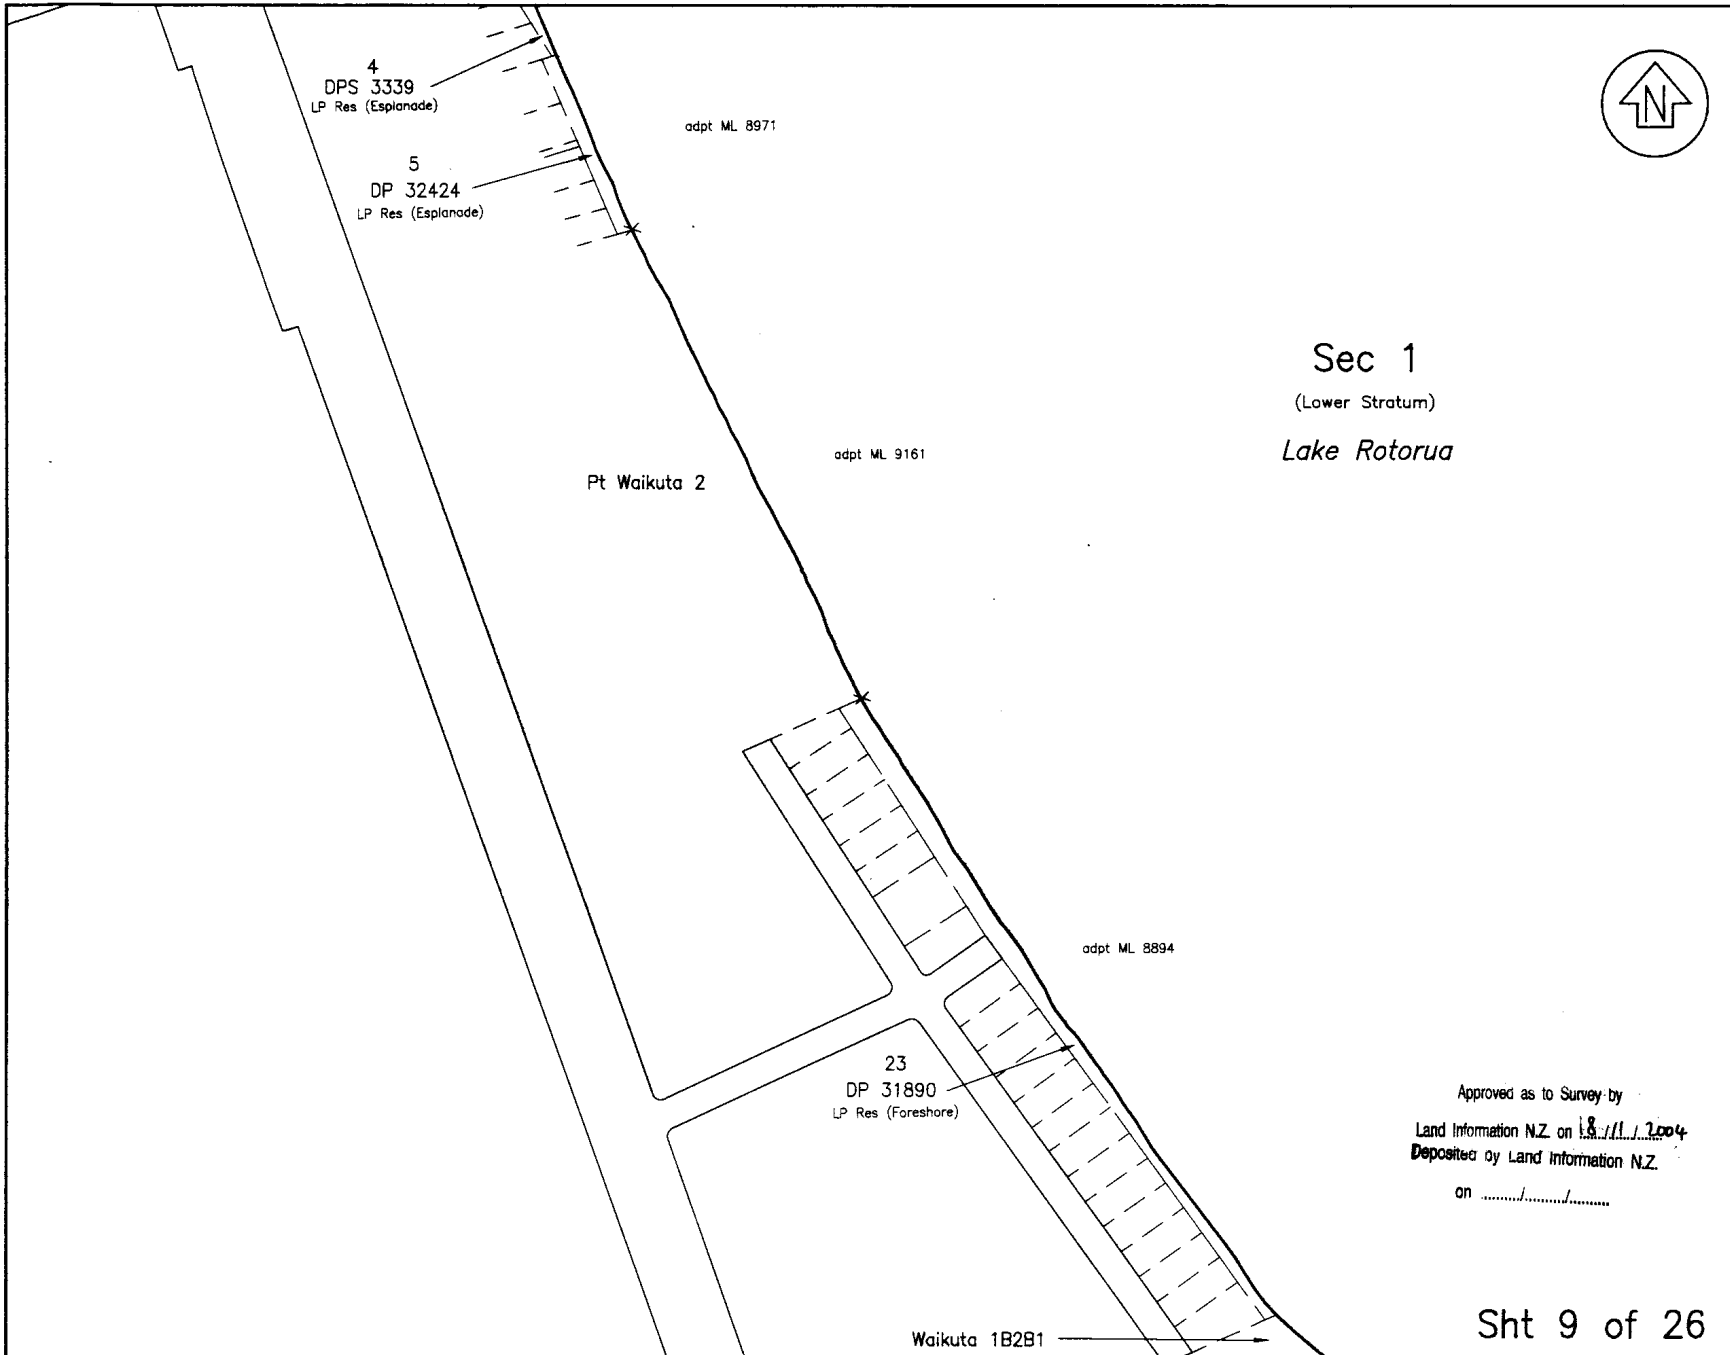 4
DPS 3339
LP Res (Esplanade)
N
adpt ML 8971
5
DP 32424
LP Res (Esplanade)
Sec 1
(Lower Stratum)
Lake Rotorua
adpt ML 9161
Pt Waikuta 2
adpt ML 8894
23
DP 31890
LP Res (Foreshore)
Approved as to Survey by
Land Information N.Z. on 18/11/2004
Deposited by Land Information N.Z.
on ........./........./.........
Waikuta 1B2B1
Sht 9 of 26